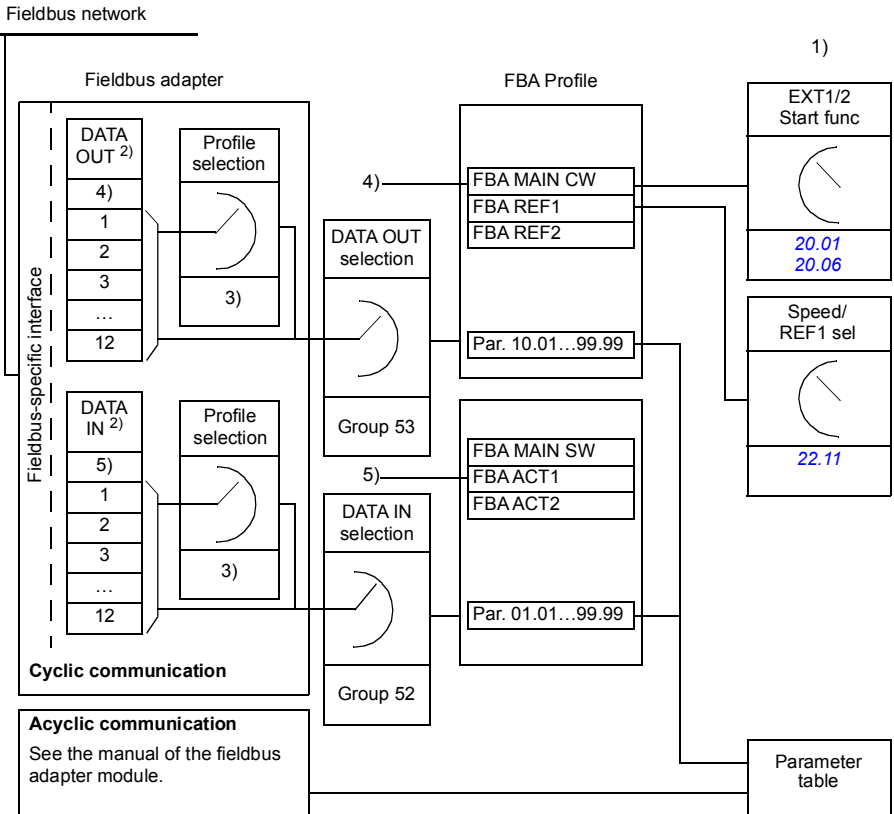 Fieldbus network
1)
Fieldbus adapter
FBA Profile
EXT1/2
Start func
20.01
20.06
DATA
OUT 2)
4)
1
2
3
…
12
Profile
selection
3)
4)
FBA MAIN CW
FBA REF1
FBA REF2
DATA OUT
selection
Group 53
Par. 10.01…99.99
Speed/
REF1 sel
22.11
Fieldbus-specific interface
DATA
IN 2)
5)
1
2
3
…
12
Profile
selection
3)
5)
FBA MAIN SW
FBA ACT1
FBA ACT2
DATA IN
selection
Group 52
Par. 01.01…99.99
Cyclic communication
Acyclic communication
See the manual of the fieldbus
adapter module.
Parameter
table